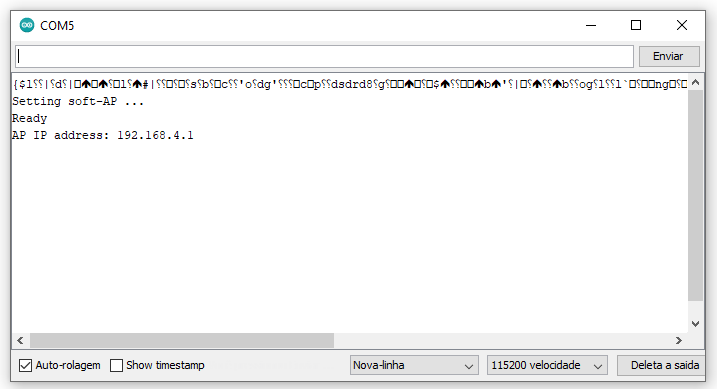 COM5
Enviar
Setting soft-AP ...
Ready
AP IP address: 192.168.4.1
Auto-rolagem
Show timestamp
Nova-linha
115200 velocidade
Deleta a saida